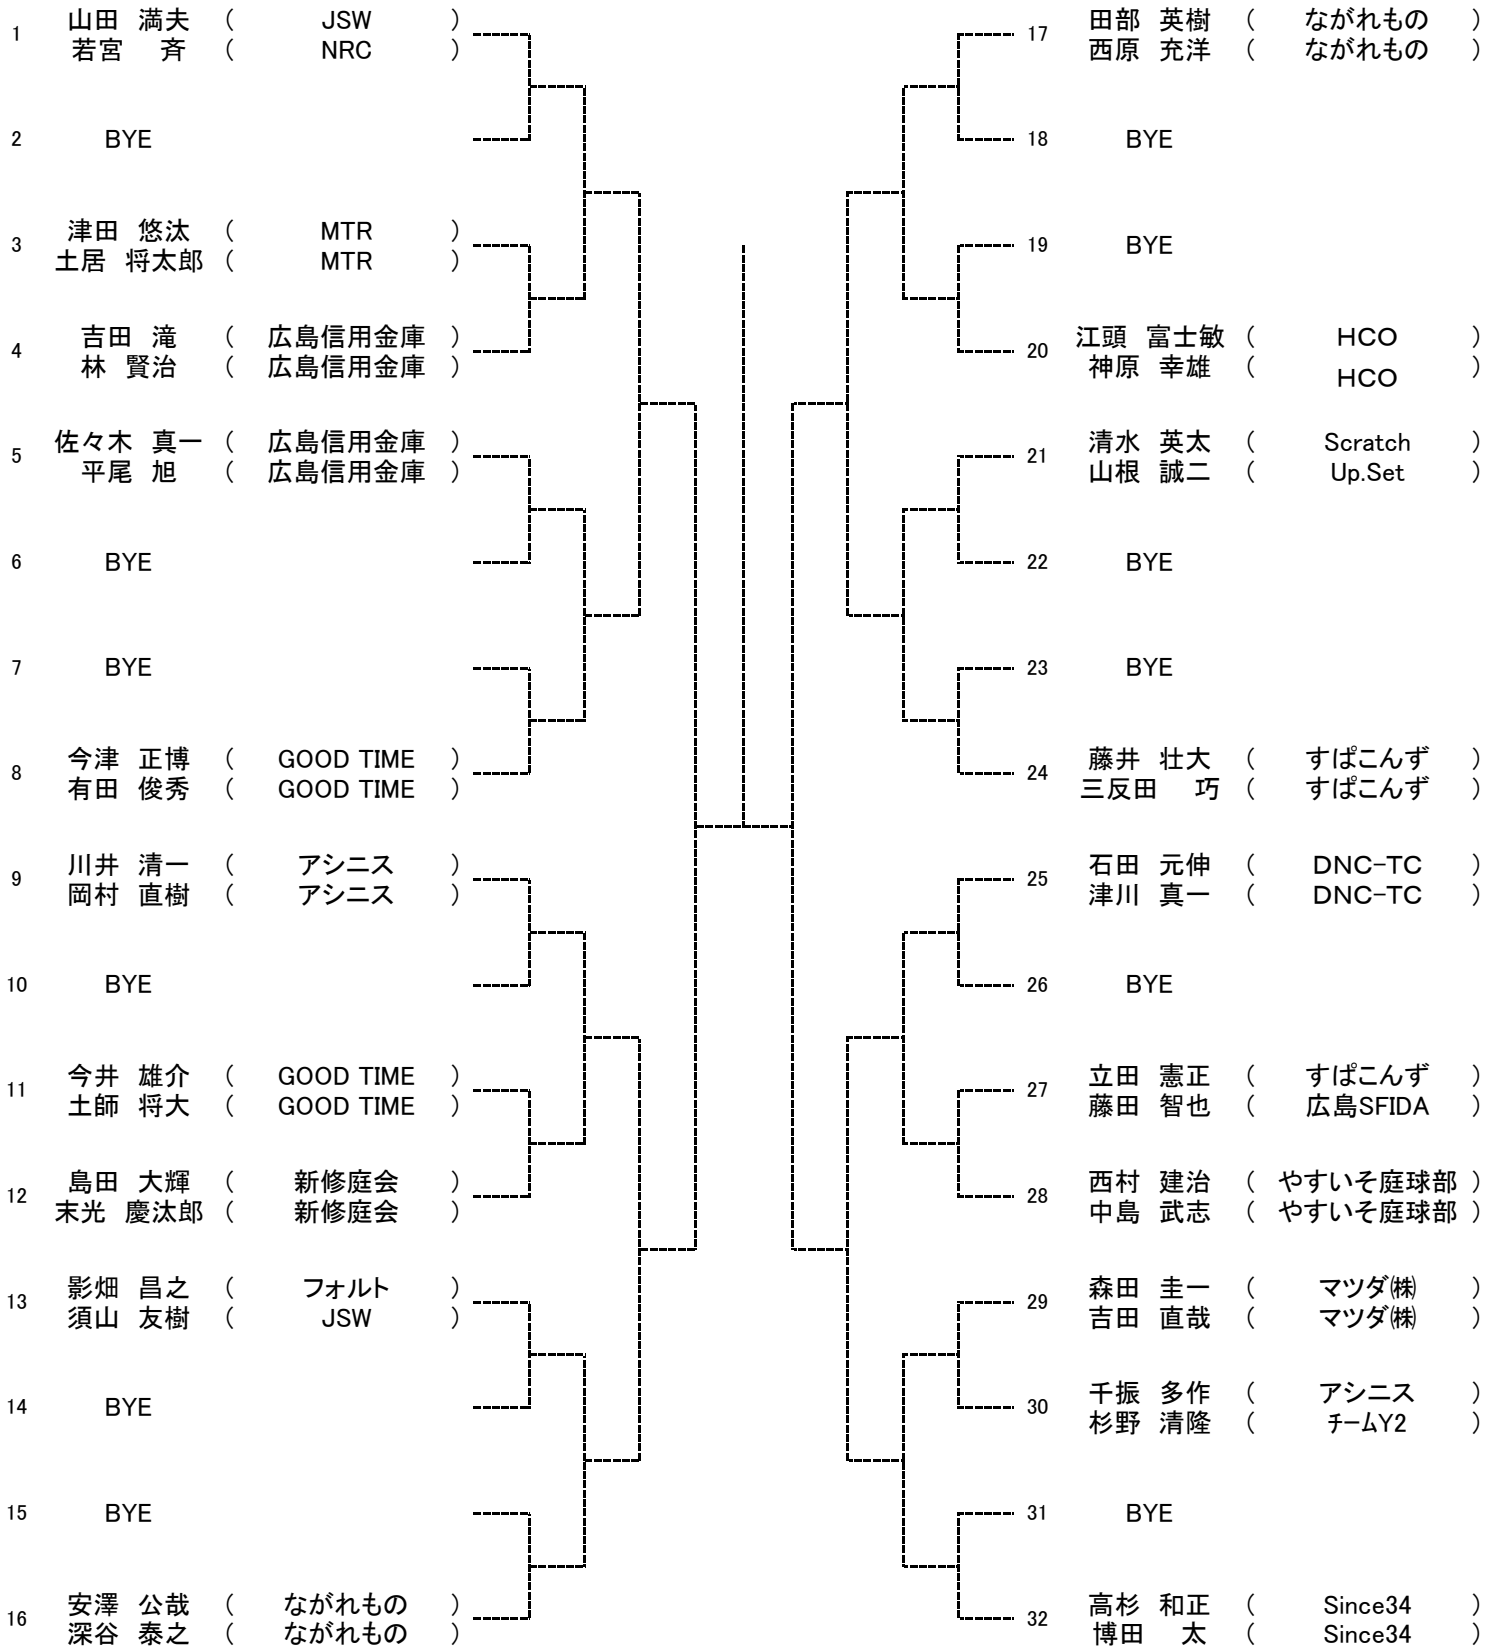 1 山田 満夫 ( JSW )
若宮 斉 ( NRC )
2 BYE
3 津田 悠汰 ( MTR )
土居 将太郎 ( MTR )
4 吉田 滝 ( 広島信用金庫 )
林 賢治 ( 広島信用金庫 )
5 佐々木 真一 ( 広島信用金庫 )
平尾 旭 ( 広島信用金庫 )
6 BYE
7 BYE
8 今津 正博 ( GOOD TIME )
有田 俊秀 ( GOOD TIME )
9 川井 清一 ( アシニス )
岡村 直樹 ( アシニス )
10 BYE
11 今井 雄介 ( GOOD TIME )
土師 将大 ( GOOD TIME )
12 島田 大輝 ( 新修庭会 )
末光 慶汰郎 ( 新修庭会 )
13 影畑 昌之 ( フォルト )
須山 友樹 ( JSW )
14 BYE
15 BYE
16 安澤 公哉 ( ながれもの )
深谷 泰之 ( ながれもの )
17 田部 英樹 ( ながれもの )
西原 充洋 ( ながれもの )
18 BYE
19 BYE
20 江頭 富士敏 ( HCO )
神原 幸雄 ( HCO )
21 清水 英太 ( Scratch )
山根 誠二 ( Up.Set )
22 BYE
23 BYE
24 藤井 壮大 ( すぱこんず )
三反田 巧 ( すぱこんず )
25 石田 元伸 ( DNC-TC )
津川 真一 ( DNC-TC )
26 BYE
27 立田 憲正 ( すぱこんず )
藤田 智也 ( 広島SFIDA )
28 西村 建治 ( やすいそ庭球部 )
中島 武志 ( やすいそ庭球部 )
29 森田 圭一 ( マツダ㈱ )
吉田 直哉 ( マツダ㈱ )
30 千振 多作 ( アシニス )
杉野 清隆 ( ﾁｰﾑY2 )
31 BYE
32 高杉 和正 ( Since34 )
博田 太 ( Since34 )